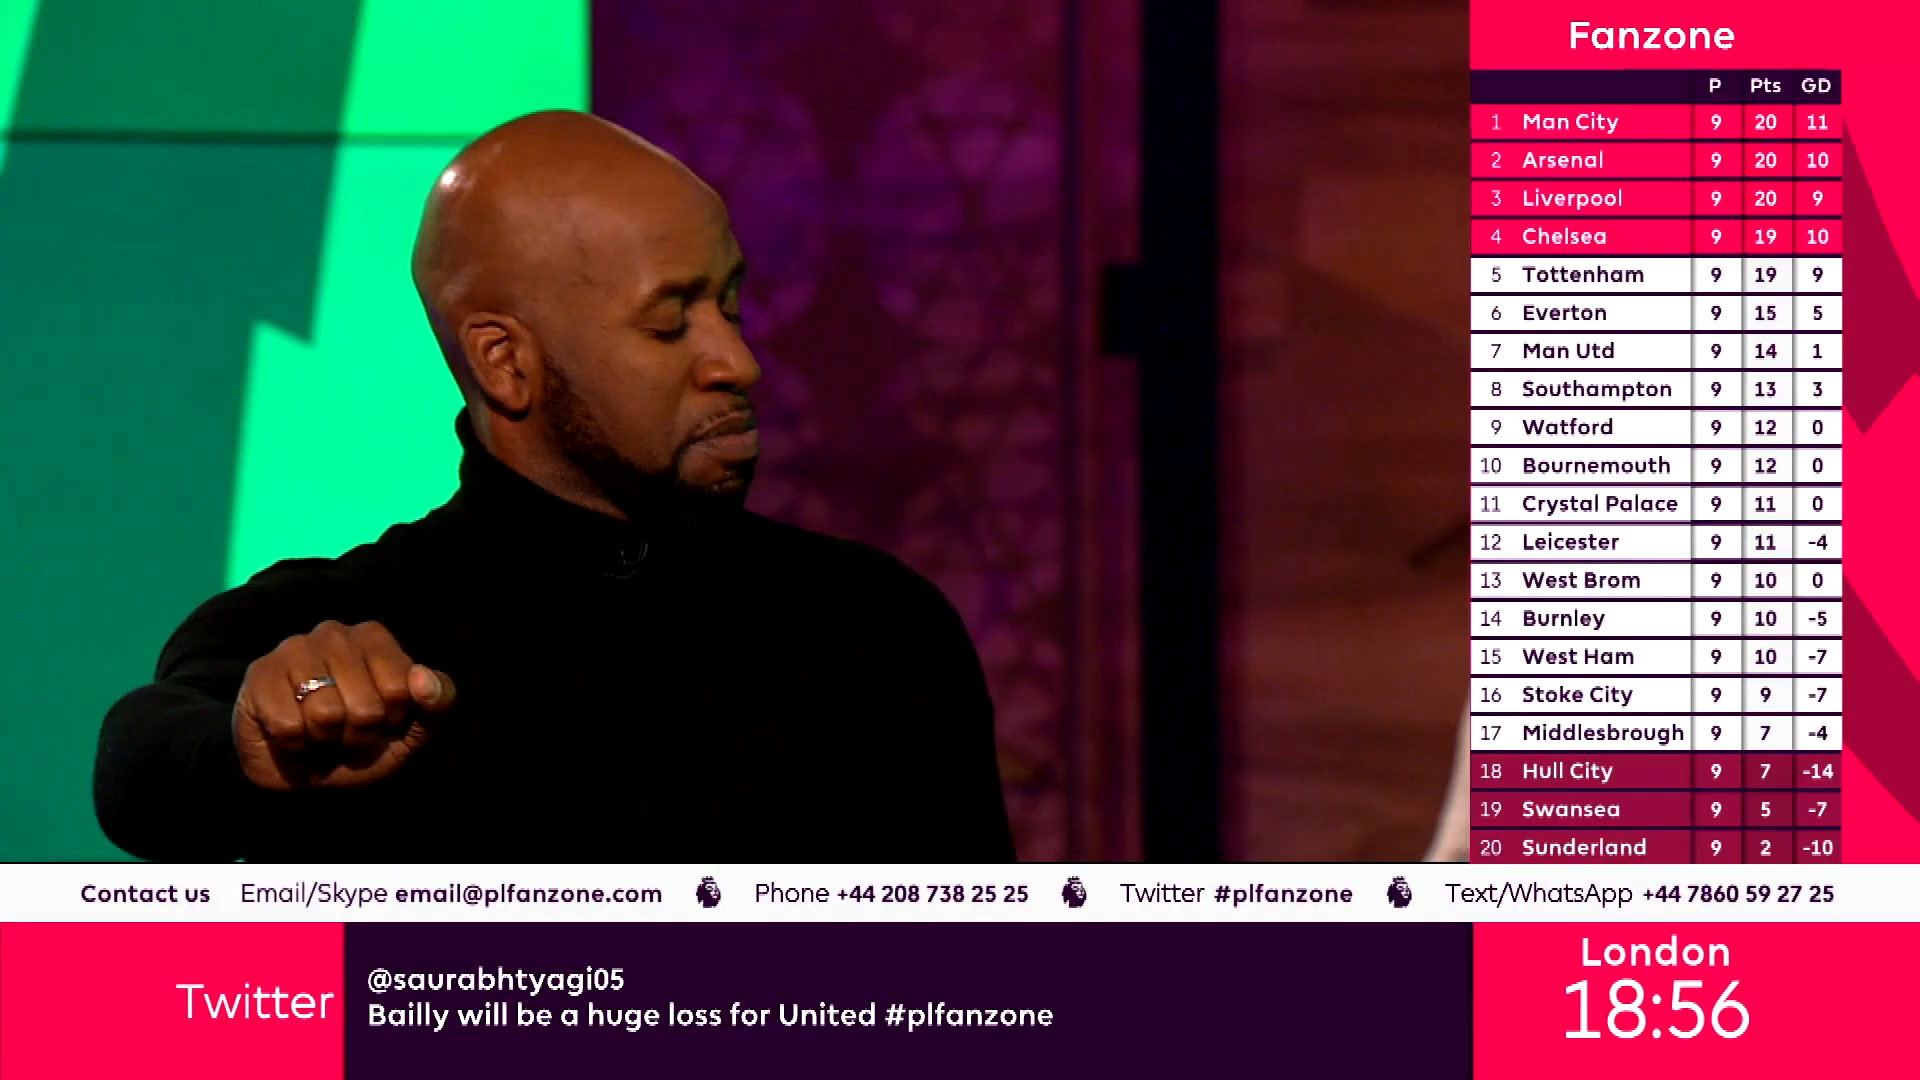 Fanzone
P Pts GD
1 Man City 9 20 11
2 Arsenal 9 20 10
3 Liverpool 9 20 9
4 Chelsea 9 19 10
5 Tottenham 9 19 9
6 Everton 9 15 5
7 Man Utd 9 14 1
8 Southampton 9 13 3
9 Watford 9 12 0
10 Bournemouth 9 12 0
11 Crystal Palace 9 11 0
12 Leicester 9 11 -4
13 West Brom 9 10 0
14 Burnley 9 10 -5
15 West Ham 9 10 -7
16 Stoke City 9 9 -7
17 Middlesbrough 9 7 -4
18 Hull City 9 7 -14
19 Swansea 9 5 -7
20 Sunderland 9 2 -10
Contact us Email/Skype email@plfanzone.com Phone +44 208 738 25 25 Twitter #plfanzone Text/WhatsApp +44 7860 59 27 25
Twitter
@saurabhtyagi05
Bailly will be a huge loss for United #plfanzone
London
18:56